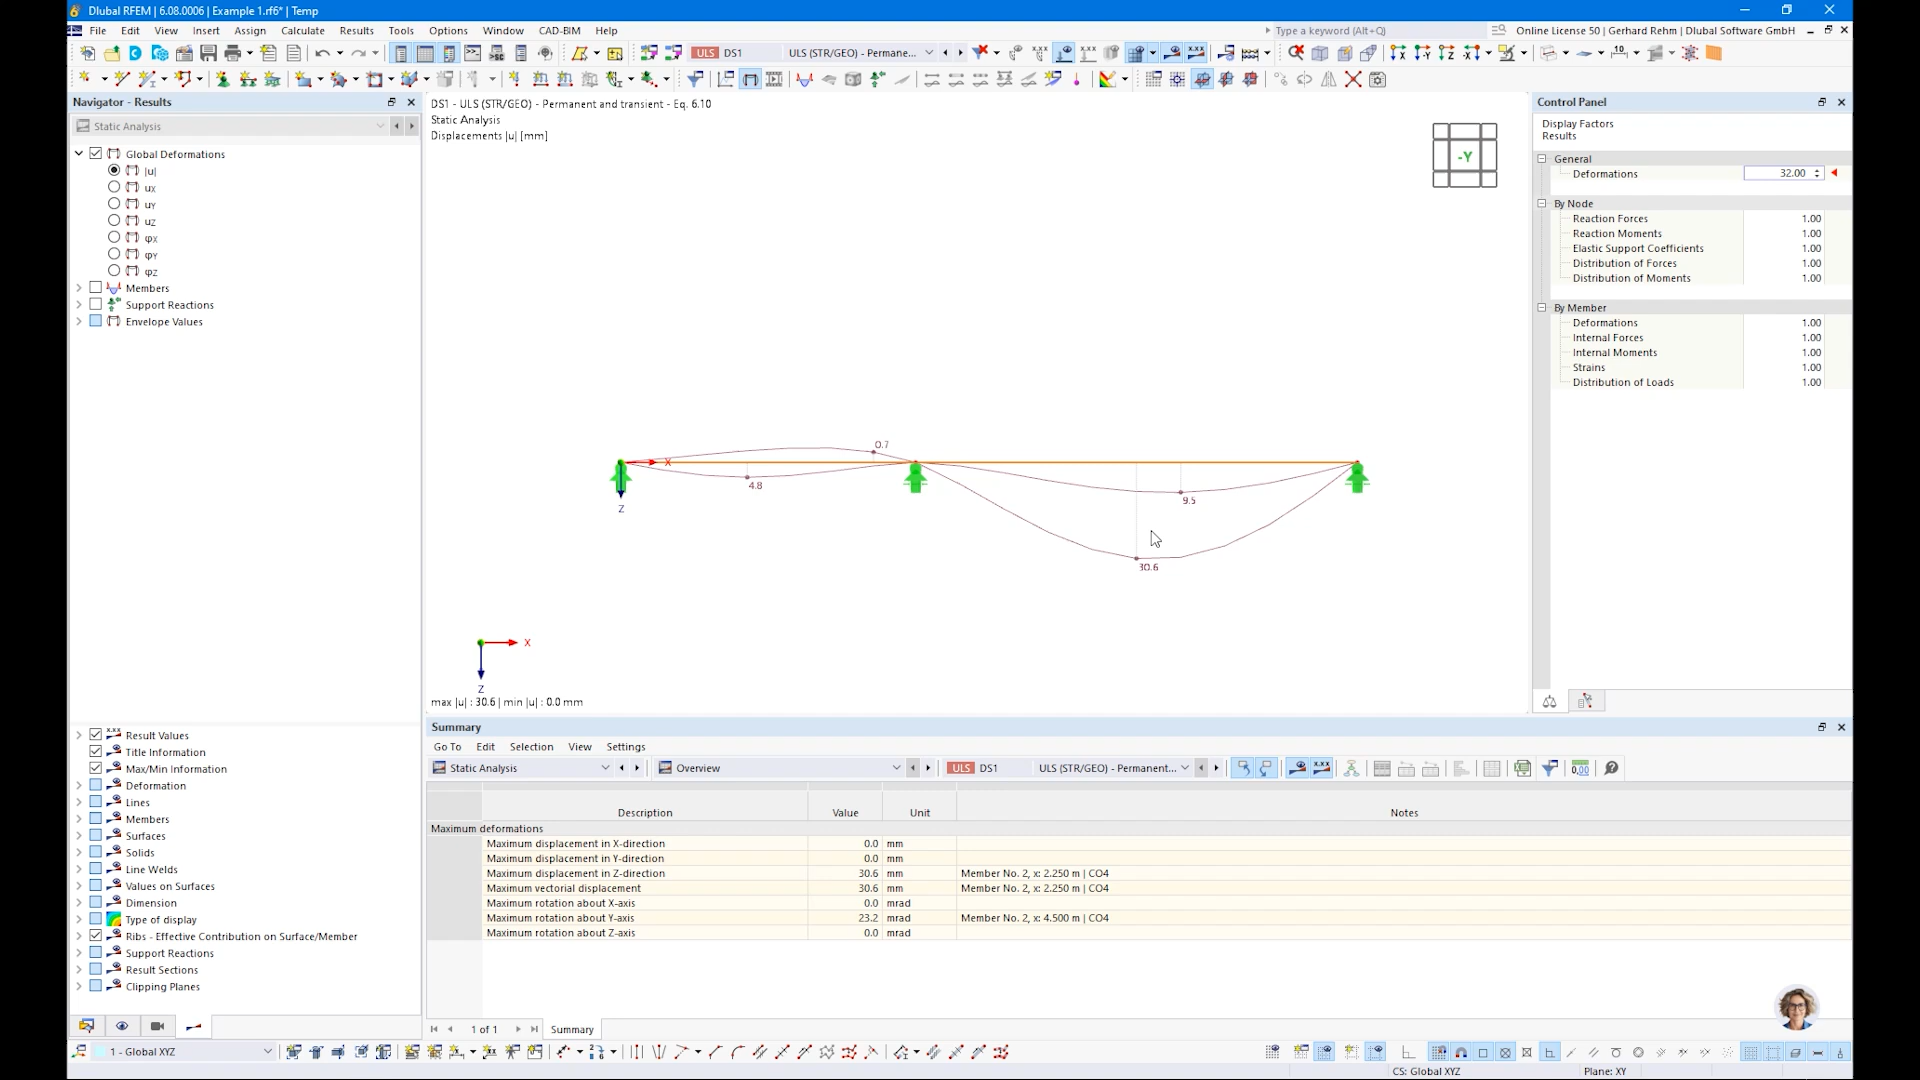 Dlubal RFEM | 6.08.0006 | Example 1.rf6* | Temp
File Edit View Insert Assign Calculate Results Tools Options Window CAD-BIM Help
Type a keyword (Alt+Q)
Online License 50 | Gerhard Rehm | Dlubal Software GmbH
ULS DS1 ULS (STR/GEO) - Permane...
Navigator - Results
Static Analysis
Global Deformations
|u|
uX
uY
uZ
φX
φY
φZ
Members
Support Reactions
Envelope Values
Result Values
Title Information
Max/Min Information
Deformation
Lines
Members
Surfaces
Solids
Line Welds
Values on Surfaces
Dimension
Type of display
Ribs - Effective Contribution on Surface/Member
Support Reactions
Result Sections
Clipping Planes
DS1 - ULS (STR/GEO) - Permanent and transient - Eq. 6.10
Static Analysis
Displacements |u| [mm]
-Y
0.7
X
4.8
9.5
Z
30.6
X
Z
max |u| : 30.6 | min |u| : 0.0 mm
Control Panel
Display Factors
Results
General
Deformations 32.00
By Node
Reaction Forces 1.00
Reaction Moments 1.00
Elastic Support Coefficients 1.00
Distribution of Forces 1.00
Distribution of Moments 1.00
By Member
Deformations 1.00
Internal Forces 1.00
Internal Moments 1.00
Strains 1.00
Distribution of Loads 1.00
Summary
Go To Edit Selection View Settings
Static Analysis Overview ULS DS1 ULS (STR/GEO) - Permanent...
Description Value Unit Notes
Maximum deformations
Maximum displacement in X-direction 0.0 mm
Maximum displacement in Y-direction 0.0 mm
Maximum displacement in Z-direction 30.6 mm Member No. 2, x: 2.250 m | CO4
Maximum vectorial displacement 30.6 mm Member No. 2, x: 2.250 m | CO4
Maximum rotation about X-axis 0.0 mrad
Maximum rotation about Y-axis 23.2 mrad Member No. 2, x: 4.500 m | CO4
Maximum rotation about Z-axis 0.0 mrad
1 of 1 Summary
1 - Global XYZ
CS: Global XYZ Plane: XY